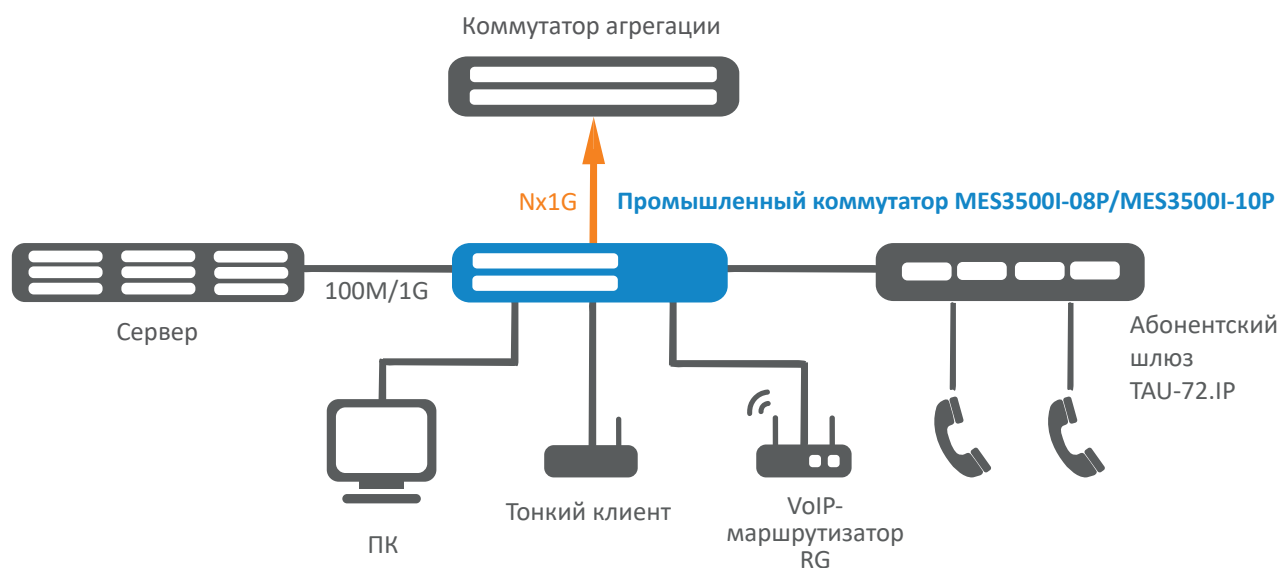 Коммутатор агрегации
Nx1G
Промышленный коммутатор MES3500I-08P/MES3500I-10P
100M/1G
Сервер
Абонентский
шлюз
TAU-72.IP
ПК
Тонкий клиент
VoIP-
маршрутизатор
RG